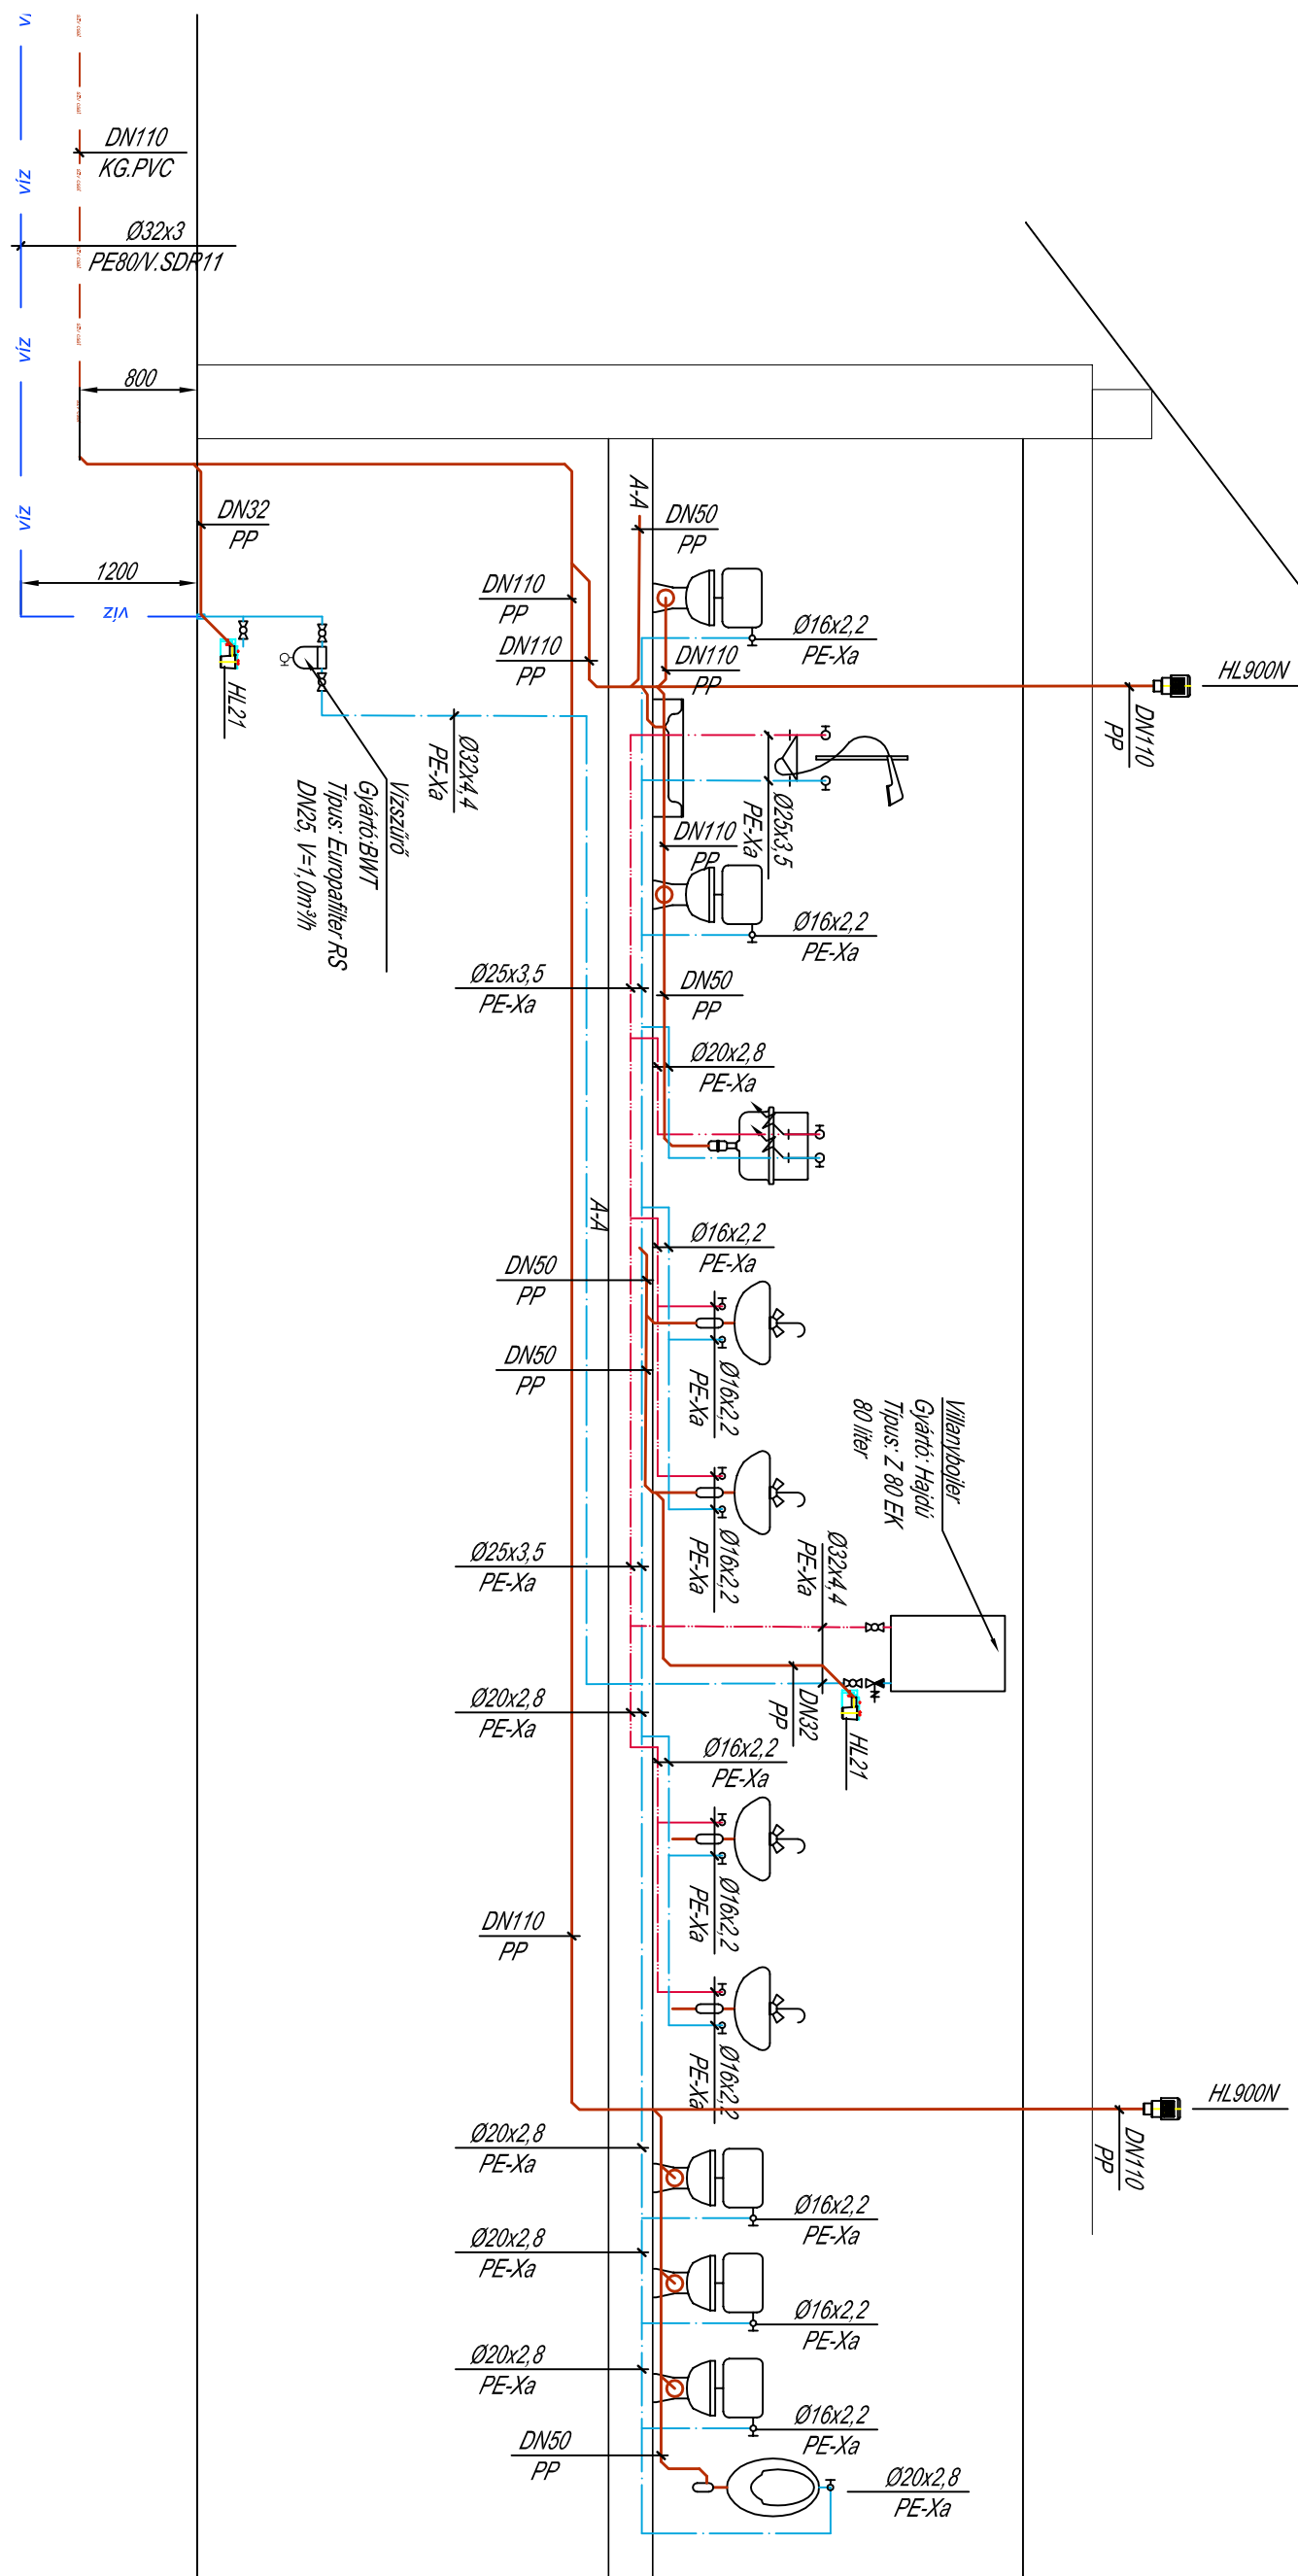 víz
DN110
KG.PVC
víz
Ø32x3
PE80/V.SDR11
víz
800
víz
DN32
PP
1200
víz
A-A
DN50
PP
DN110
PP
DN110
PP
Ø16x2,2
PE-Xa
DN110
PP
HL900N
DN110
PP
HL21
Ø32x4,4
PE-Xa
Vízszűrő
Gyártó:BWT
Típus: Europafilter RS
DN25, V=1,0m³/h
Ø25x3,5
PE-Xa
DN110
PP
Ø16x2,2
PE-Xa
Ø25x3,5
PE-Xa
DN50
PP
Ø20x2,8
PE-Xa
A-A
Ø16x2,2
PE-Xa
DN50
PP
DN50
PP
Ø16x2,2
PE-Xa
Villanybojler
Gyártó: Hajdú
Típus: Z 80 EK
80 liter
Ø16x2,2
PE-Xa
Ø32x4,4
PE-Xa
Ø25x3,5
PE-Xa
Ø20x2,8
PE-Xa
DN32
PP
HL21
Ø16x2,2
PE-Xa
Ø16x2,2
PE-Xa
DN110
PP
Ø16x2,2
PE-Xa
HL900N
DN110
PP
Ø20x2,8
PE-Xa
Ø16x2,2
PE-Xa
Ø20x2,8
PE-Xa
Ø16x2,2
PE-Xa
Ø20x2,8
PE-Xa
Ø16x2,2
PE-Xa
DN50
PP
Ø20x2,8
PE-Xa